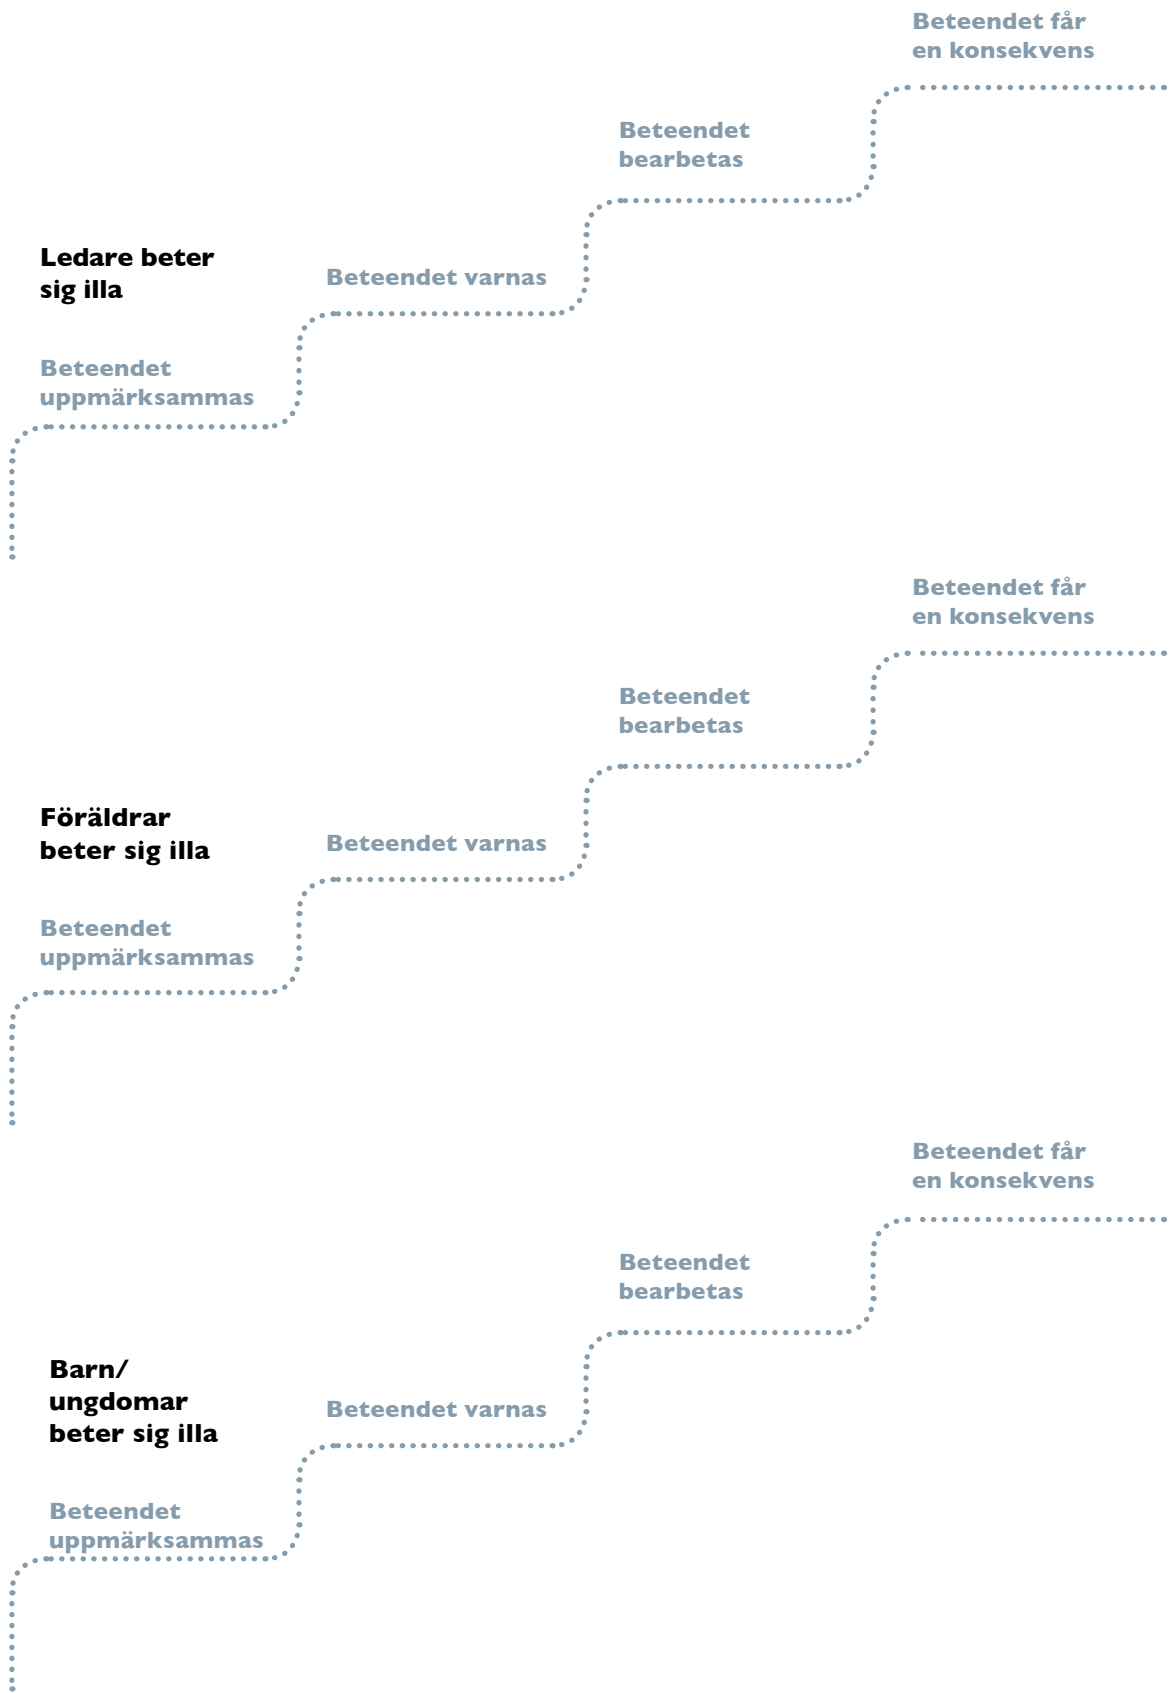 Beteendet får
en konsekvens
Beteendet
bearbetas
Ledare beter
sig illa
Beteendet varnas
Beteendet
uppmärksammas
Beteendet får
en konsekvens
Beteendet
bearbetas
Föräldrar
beter sig illa
Beteendet varnas
Beteendet
uppmärksammas
Beteendet får
en konsekvens
Beteendet
bearbetas
Barn/
ungdomar
beter sig illa
Beteendet varnas
Beteendet
uppmärksammas